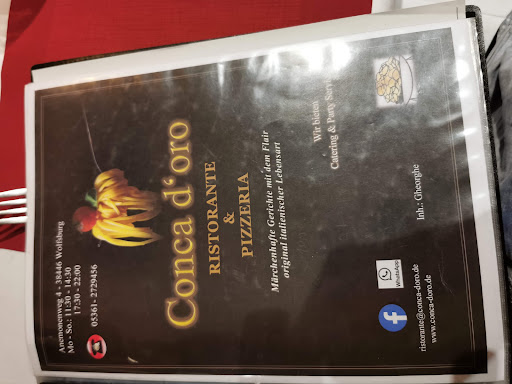 Anemonenweg 4 - 38446 Wolfsburg
Mo - So.: 11:30 - 14:30
17:30 - 22:00
05361- 2729456
Conca d'oro
RISTORANTE
&
PIZZERIA
Märchenhafte Gerichte mit dem Flair
original italienischer Lebensart
Wir bieten
Catering & Party Serv
Inh.: Gheorghe
WhatsApp
f
ristorante@conca-doro.de
www.conca-doro.de